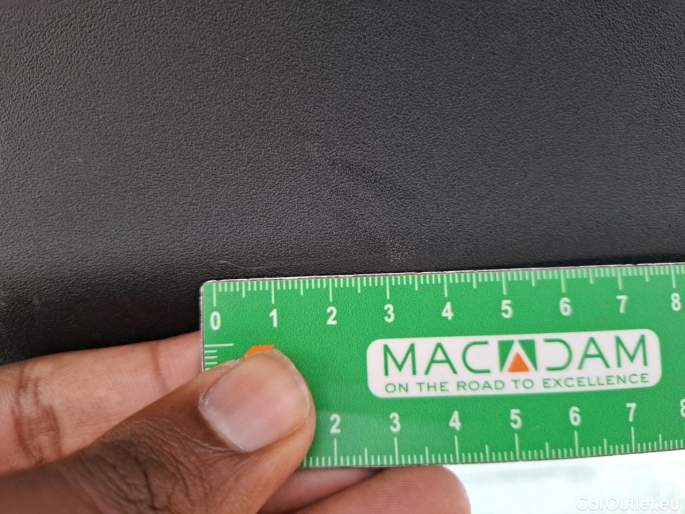 0 1 2 3 4 5 6 7 8
MACADAM
ON THE ROAD TO EXCELLENCE
2 3 4 5 6 7 8
CarOutlet.eu